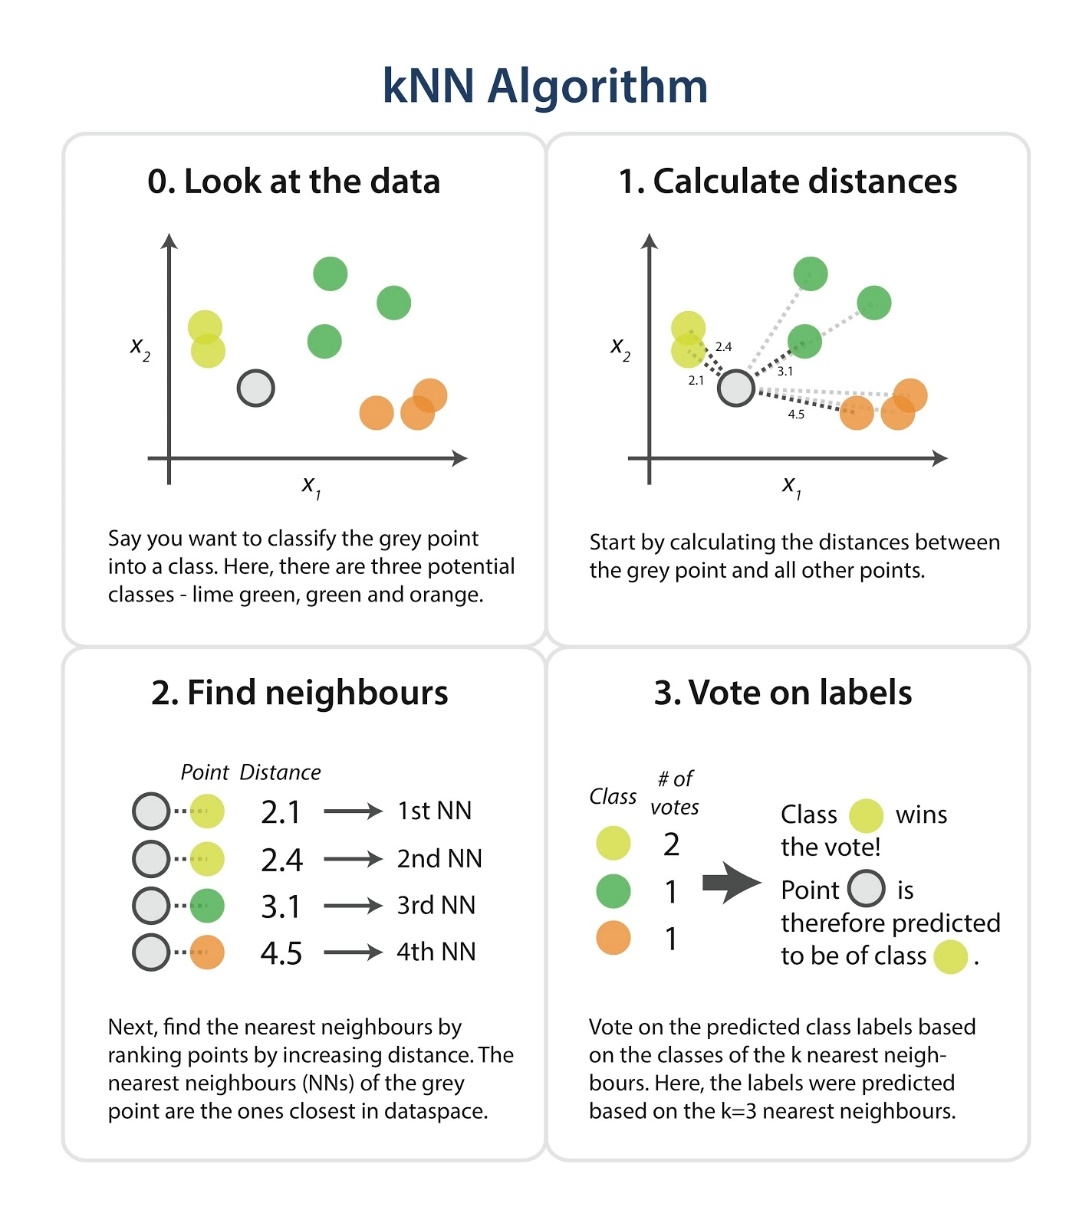 kNN Algorithm
0. Look at the data
x2
x1
Say you want to classify the grey point
into a class. Here, there are three potential
classes - lime green, green and orange.
1. Calculate distances
x2
2.4
2.1
3.1
4.5
x1
Start by calculating the distances between
the grey point and all other points.
2. Find neighbours
Point Distance
2.1 1st NN
2.4 2nd NN
3.1 3rd NN
4.5 4th NN
Next, find the nearest neighbours by
ranking points by increasing distance. The
nearest neighbours (NNs) of the grey
point are the ones closest in dataspace.
3. Vote on labels
Class # of
votes
2
1
1
Class wins
the vote!
Point is
therefore predicted
to be of class .
Vote on the predicted class labels based
on the classes of the k nearest neigh-
bours. Here, the labels were predicted
based on the k=3 nearest neighbours.